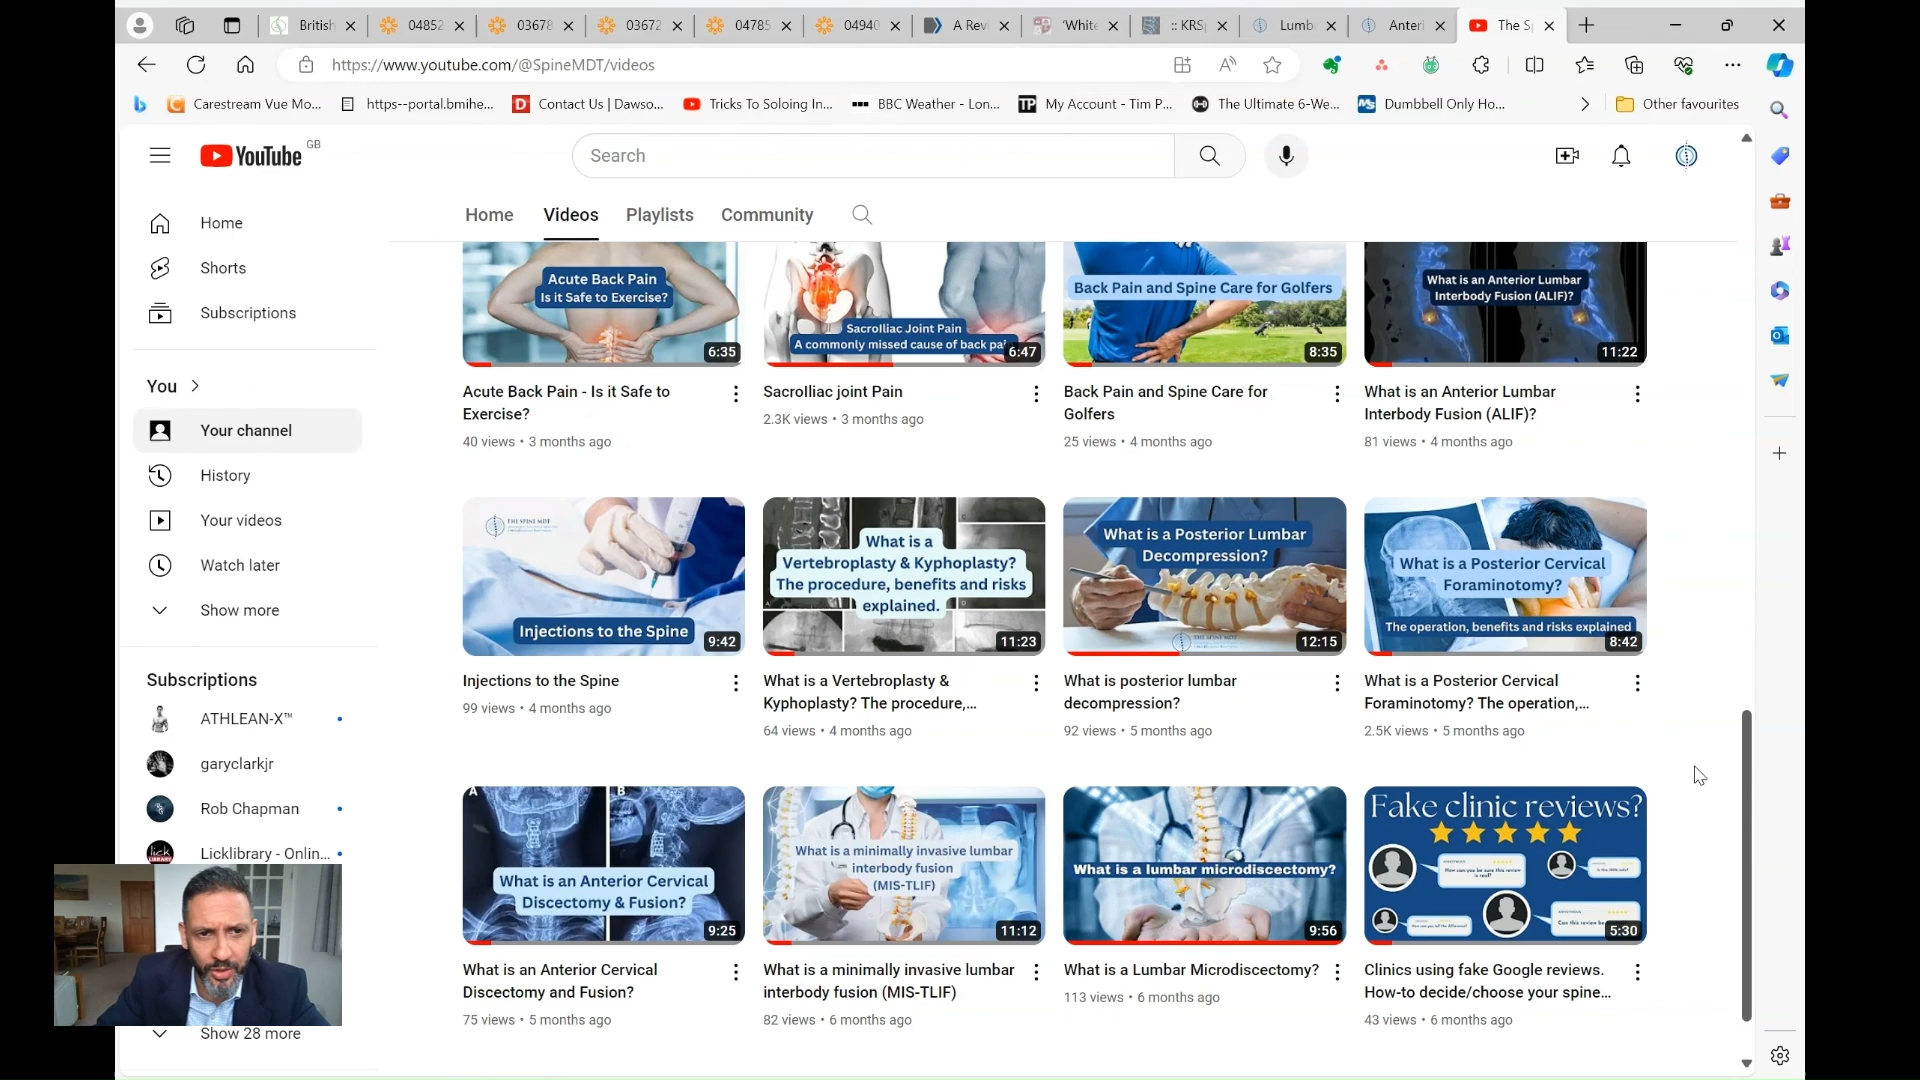 British
04852
03678
03672
04785
04940
A Rev
'White
:: KRSp
Lumb
Anteri
The Sp
https://www.youtube.com/@SpineMDT/videos
Carestream Vue Mo...
https--portal.bmihe...
Contact Us | Dawso...
Tricks To Soloing In...
BBC Weather - Lon...
My Account - Tim P...
The Ultimate 6-We...
Dumbbell Only Ho...
Other favourites
YouTube GB
Search
Home
Shorts
Subscriptions
You
Your channel
History
Your videos
Watch later
Show more
Subscriptions
ATHLEAN-X™
garyclarkjr
Rob Chapman
Licklibrary - Onlin...
Show 28 more
Home Videos Playlists Community
Acute Back Pain
Is it Safe to Exercise?
6:35
Acute Back Pain - Is it Safe to
Exercise?
40 views • 3 months ago
SacroIliac Joint Pain
A commonly missed cause of back pain
6:47
SacroIliac joint Pain
2.3K views • 3 months ago
Back Pain and Spine Care for Golfers
8:35
Back Pain and Spine Care for
Golfers
25 views • 4 months ago
What is an Anterior Lumbar
Interbody Fusion (ALIF)?
11:22
What is an Anterior Lumbar
Interbody Fusion (ALIF)?
81 views • 4 months ago
THE SPINE MDT
Injections to the Spine
9:42
Injections to the Spine
99 views • 4 months ago
What is a
Vertebroplasty & Kyphoplasty?
The procedure, benefits and risks
explained.
11:23
What is a Vertebroplasty &
Kyphoplasty? The procedure,...
64 views • 4 months ago
What is a Posterior Lumbar
Decompression?
THE SPINE MDT
12:15
What is posterior lumbar
decompression?
92 views • 5 months ago
What is a Posterior Cervical
Foraminotomy?
The operation, benefits and risks explained
8:42
What is a Posterior Cervical
Foraminotomy? The operation,...
2.5K views • 5 months ago
A B
What is an Anterior Cervical
Discectomy & Fusion?
9:25
What is an Anterior Cervical
Discectomy and Fusion?
75 views • 5 months ago
What is a minimally invasive lumbar
interbody fusion
(MIS-TLIF)
11:12
What is a minimally invasive lumbar
interbody fusion (MIS-TLIF)
82 views • 6 months ago
What is a lumbar microdiscectomy?
9:56
What is a Lumbar Microdiscectomy?
113 views • 6 months ago
Fake clinic reviews?
5:30
Clinics using fake Google reviews.
How-to decide/choose your spine...
43 views • 6 months ago